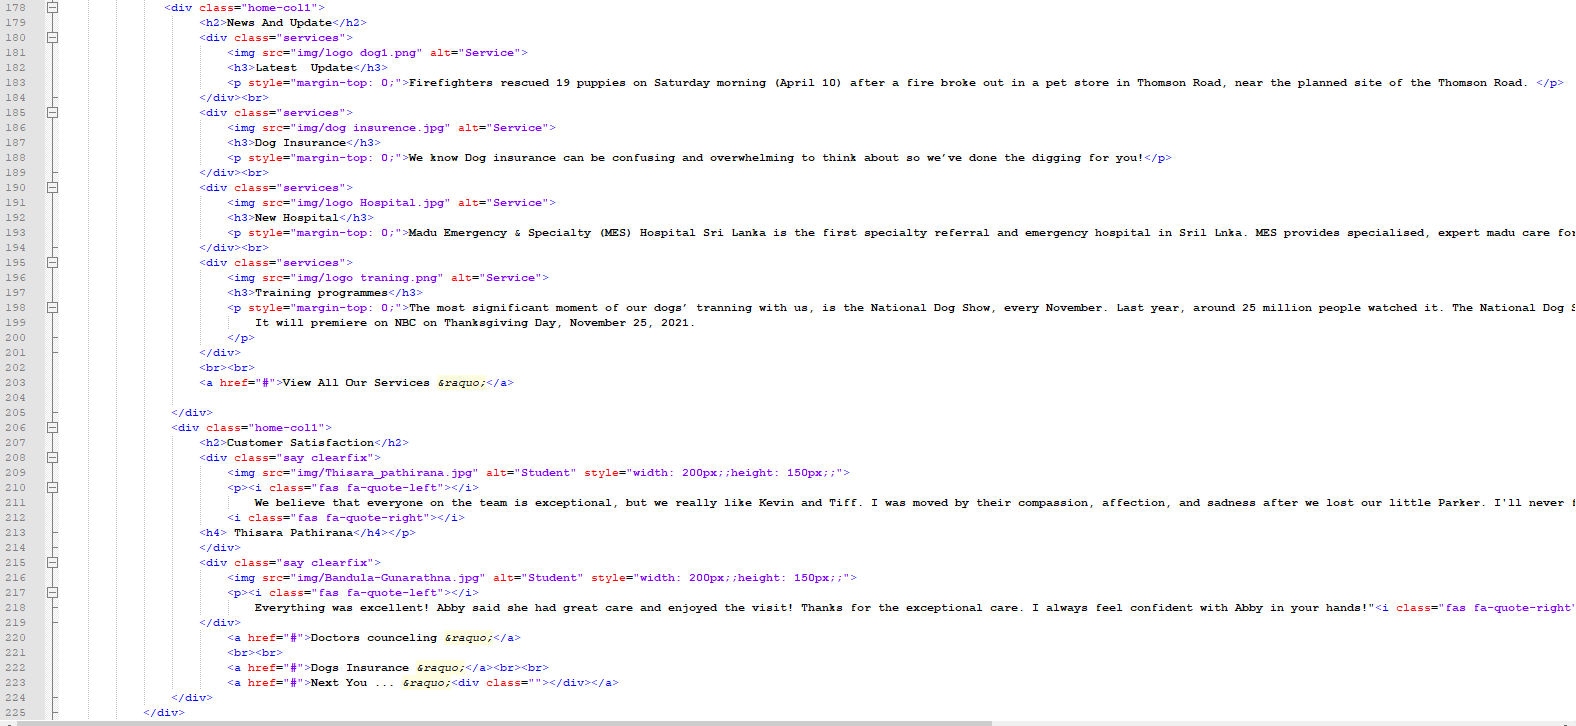 178 <div class="home-col1">
179 <h2>News And Update</h2>
180 <div class="services">
181 <img src="img/logo dog1.png" alt="Service">
182 <h3>Latest  Update</h3>
183 <p style="margin-top: 0;">Firefighters rescued 19 puppies on Saturday morning (April 10) after a fire broke out in a pet store in Thomson Road, near the planned site of the Thomson Road. </p>
184 </div><br>
185 <div class="services">
186 <img src="img/dog insurence.jpg" alt="Service">
187 <h3>Dog Insurance</h3>
188 <p style="margin-top: 0;">We know Dog insurance can be confusing and overwhelming to think about so we’ve done the digging for you!</p>
189 </div><br>
190 <div class="services">
191 <img src="img/logo Hospital.jpg" alt="Service">
192 <h3>New Hospital</h3>
193 <p style="margin-top: 0;">Madu Emergency & Specialty (MES) Hospital Sri Lanka is the first specialty referral and emergency hospital in Sril Lnka. MES provides specialised, expert madu care for
194 </div><br>
195 <div class="services">
196 <img src="img/logo traning.png" alt="Service">
197 <h3>Training programmes</h3>
198 <p style="margin-top: 0;">The most significant moment of our dogs’ tranning with us, is the National Dog Show, every November. Last year, around 25 million people watched it. The National Dog S
199 It will premiere on NBC on Thanksgiving Day, November 25, 2021.
200 </p>
201 </div>
202 <br><br>
203 <a href="#">View All Our Services &raquo;</a>
204
205 </div>
206 <div class="home-col1">
207 <h2>Customer Satisfaction</h2>
208 <div class="say clearfix">
209 <img src="img/Thisara_pathirana.jpg" alt="Student" style="width: 200px;;height: 150px;;">
210 <p><i class="fas fa-quote-left"></i>
211 We believe that everyone on the team is exceptional, but we really like Kevin and Tiff. I was moved by their compassion, affection, and sadness after we lost our little Parker. I'll never f
212 <i class="fas fa-quote-right"></i>
213 <h4> Thisara Pathirana</h4></p>
214 </div>
215 <div class="say clearfix">
216 <img src="img/Bandula-Gunarathna.jpg" alt="Student" style="width: 200px;;height: 150px;;">
217 <p><i class="fas fa-quote-left"></i>
218 Everything was excellent! Abby said she had great care and enjoyed the visit! Thanks for the exceptional care. I always feel confident with Abby in your hands!"<i class="fas fa-quote-right"
219 </div>
220 <a href="#">Doctors counceling &raquo;</a>
221 <br><br>
222 <a href="#">Dogs Insurance &raquo;</a><br><br>
223 <a href="#">Next You ... &raquo;<div class=""></div></a>
224 </div>
225 </div>